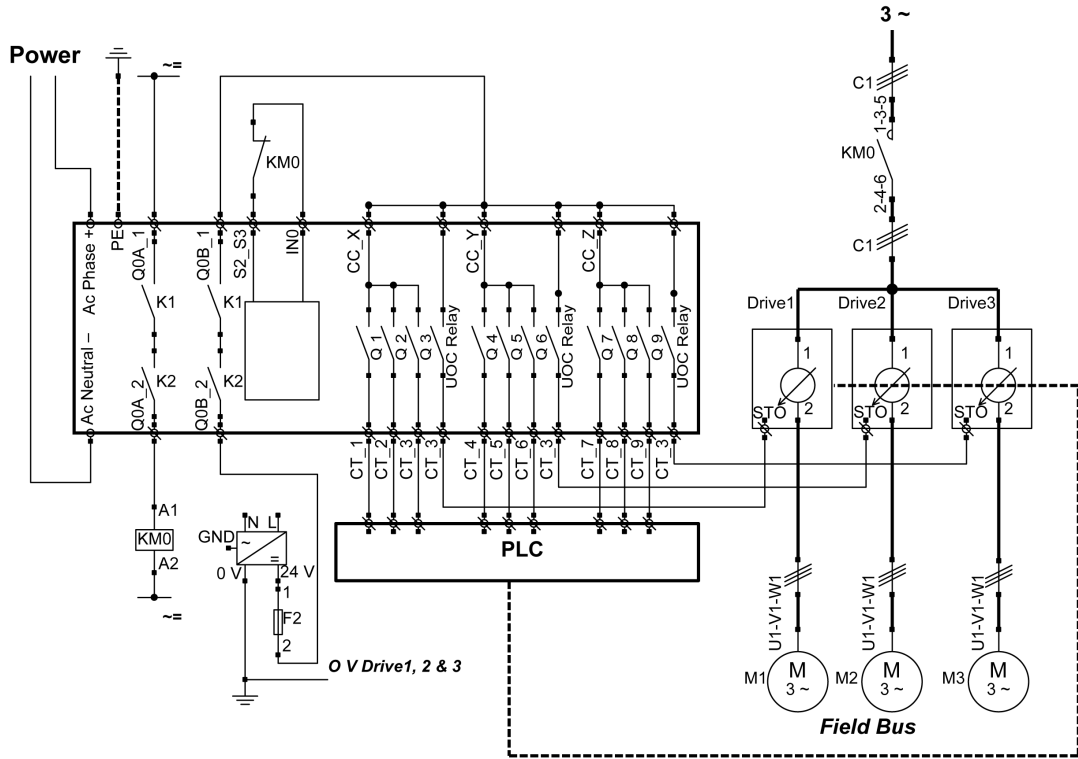 3 ~
Power
~=
C1
1-3-5
KM0
KM0
2-4-6
C1
Ac Phase +
PE
Q0A_1
Q0B_1
S2_S3
IN0
CC_X
CC_Y
CC_Z
K1
K1
Drive1
Drive2
Drive3
Q 1
Q 2
Q 3
UOC Relay
Q 4
Q 5
Q 6
UOC Relay
Q 7
Q 8
Q 9
UOC Relay
1
1
1
Ac Neutral –
K2
K2
Q0A_2
Q0B_2
STO
2
STO
2
STO
2
CT_1
CT_2
CT_3
CT_3
CT_4
CT_5
CT_6
CT_3
CT_7
CT_8
CT_9
CT_3
A1
KM0
A2
N L
GND
~
=
0 V
24 V
PLC
1
F2
2
~=
O V Drive1, 2 & 3
U1-V1-W1
U1-V1-W1
U1-V1-W1
M1
M
3 ~
M2
M
3 ~
M3
M
3 ~
Field Bus